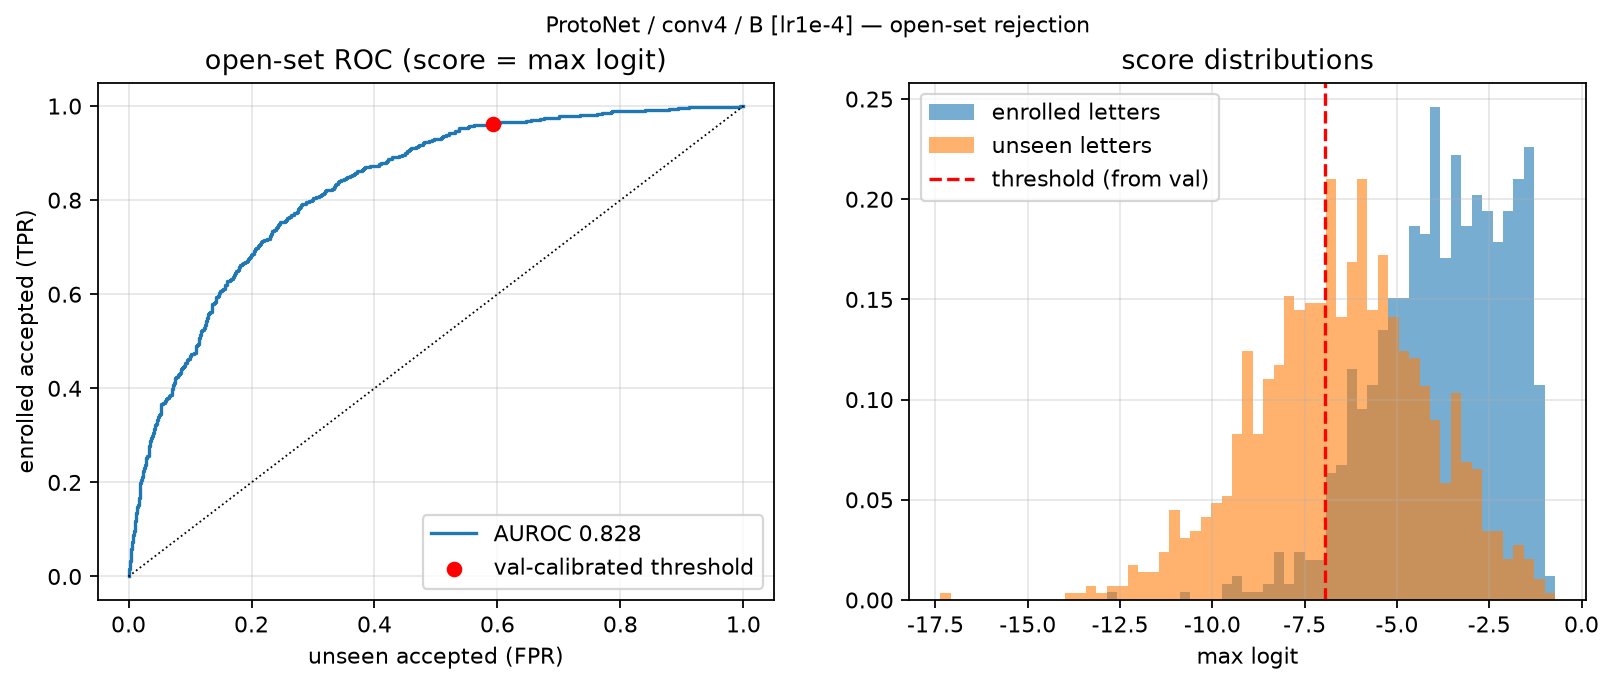 ProtoNet / conv4 / B [lr1e-4] — open-set rejection
open-set ROC (score = max logit)
enrolled accepted (TPR)
1.0
0.8
0.6
0.4
0.2
0.0
AUROC 0.828
val-calibrated threshold
0.0 0.2 0.4 0.6 0.8 1.0
unseen accepted (FPR)
score distributions
0.25
0.20
0.15
0.10
0.05
0.00
enrolled letters
unseen letters
threshold (from val)
-17.5 -15.0 -12.5 -10.0 -7.5 -5.0 -2.5 0.0
max logit